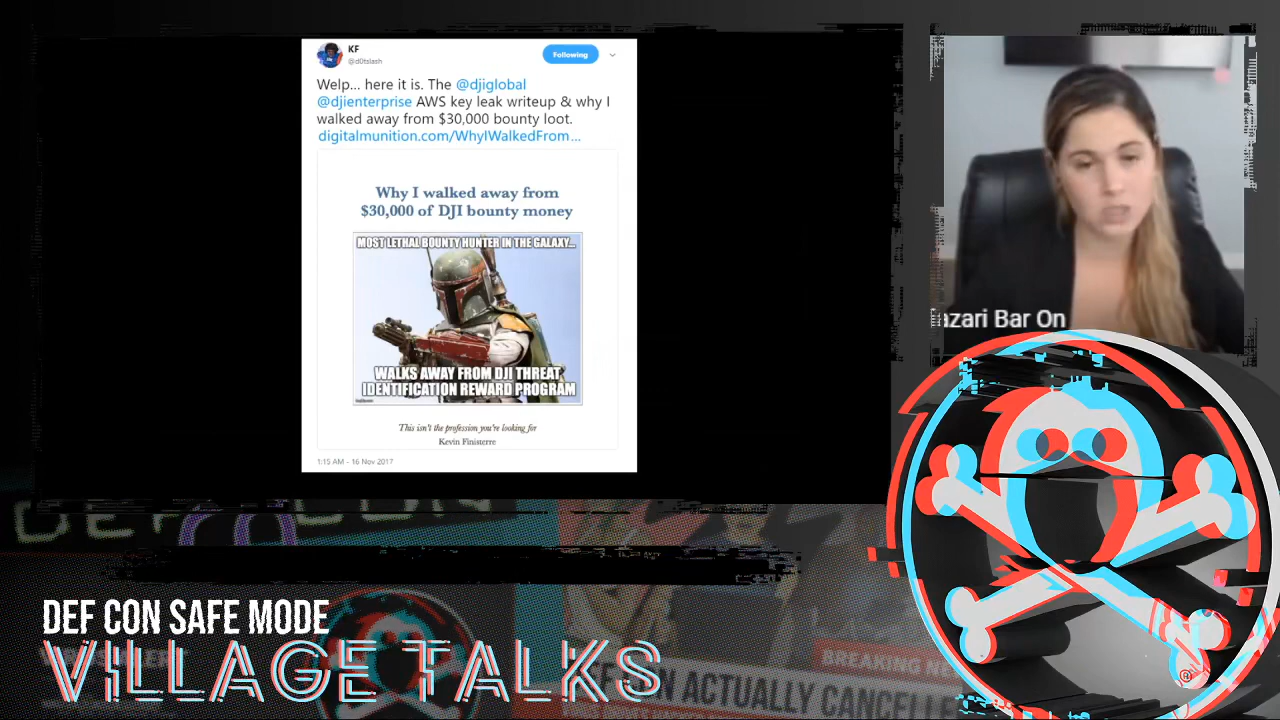 KF
@d0tslash
Following
Welp... here it is. The @djiglobal
@djienterprise AWS key leak writeup & why I
walked away from $30,000 bounty loot.
digitalmunition.com/WhyIWalkedFrom...
Why I walked away from
$30,000 of DJI bounty money
MOST LETHAL BOUNTY HUNTER IN THE GALAXY...
WALKS AWAY FROM DJI THREAT
IDENTIFICATION REWARD PROGRAM
This isn't the profession you're looking for
Kevin Finisterre
1:15 AM - 16 Nov 2017
azari Bar On
DEF CON
DEF CON SAFE MODE
VILLAGE TALKS
BREAKING NE
DEF CON ACTUALLY CANCELLE
®